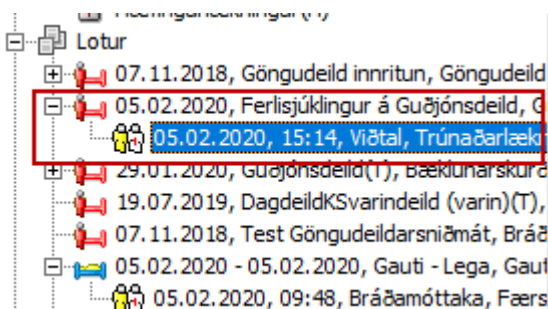 Lotur
07.11.2018, Göngudeild innritun, Göngudeild
05.02.2020, Ferlisjúklingur á Guðjónsdeild, G
05.02.2020, 15:14, Viðtal, Trúnaðarlækn
29.01.2020, Guðjónsdeild(T), Bæklunarskurð
19.07.2019, DagdeildKSvarindeild (varin)(T),
07.11.2018, Test Göngudeildarsniðmát, Bráð
05.02.2020 - 05.02.2020, Gauti - Lega, Gaut
05.02.2020, 09:48, Bráðamóttaka, Færs